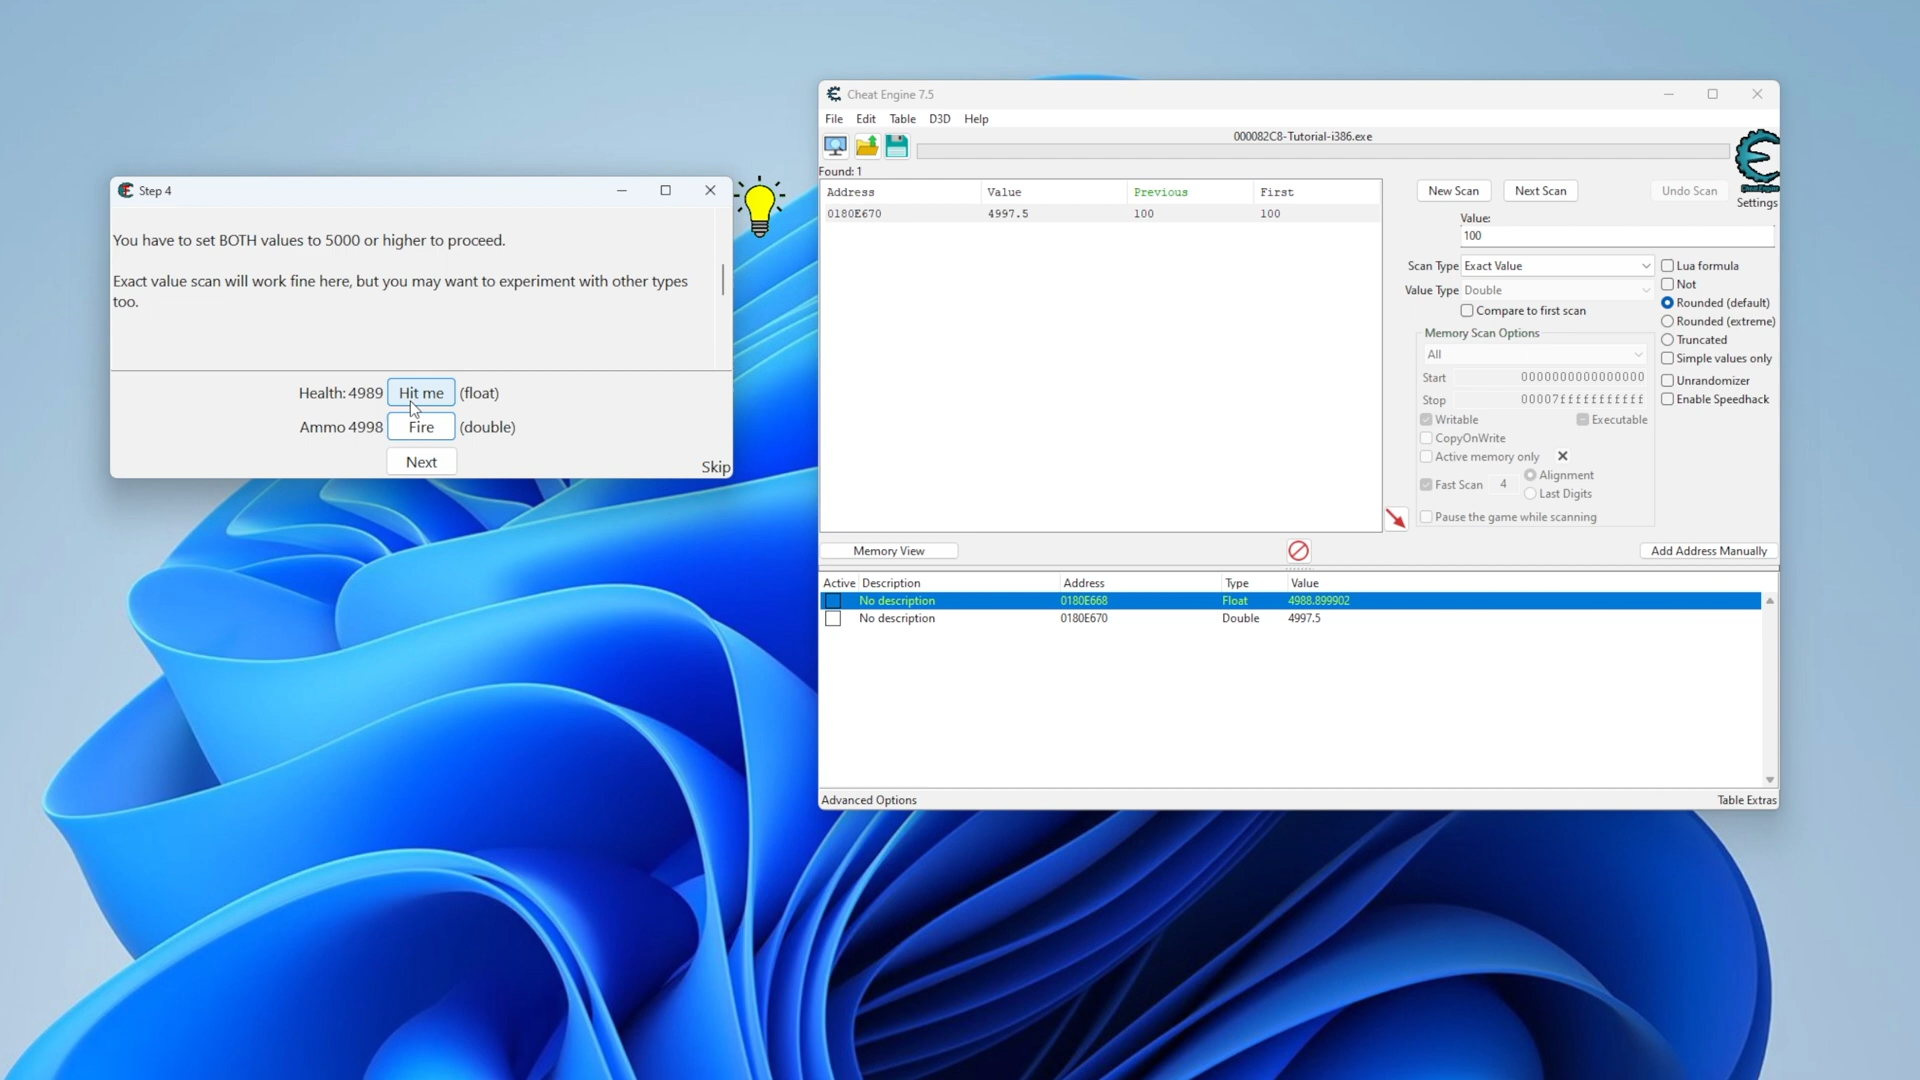 Step 4
You have to set BOTH values to 5000 or higher to proceed.
Exact value scan will work fine here, but you may want to experiment with other types
too.
Health: 4989 Hit me (float)
Ammo 4998 Fire (double)
Next
Skip
Cheat Engine 7.5
File Edit Table D3D Help
000082C8-Tutorial-i386.exe
Found: 1
Address Value Previous First
0180E670 4997.5 100 100
New Scan Next Scan Undo Scan
Settings
Value:
100
Scan Type Exact Value
Value Type Double
Compare to first scan
Lua formula
Not
Rounded (default)
Rounded (extreme)
Truncated
Simple values only
Unrandomizer
Enable Speedhack
Memory Scan Options
All
Start 0000000000000000
Stop 00007fffffffffff
Writable Executable
CopyOnWrite
Active memory only
Fast Scan 4 Alignment
Last Digits
Pause the game while scanning
Memory View Add Address Manually
Active Description Address Type Value
No description 0180E668 Float 4988.899902
No description 0180E670 Double 4997.5
Advanced Options Table Extras